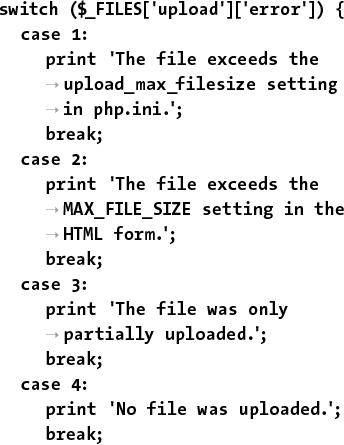 switch ($_FILES['upload']['error']) {
case 1:
print 'The file exceeds the
→ upload_max_filesize setting
→ in php.ini.';
break;
case 2:
print 'The file exceeds the
→ MAX_FILE_SIZE setting in the
→ HTML form.';
break;
case 3:
print 'The file was only
→ partially uploaded.';
break;
case 4:
print 'No file was uploaded.';
break;